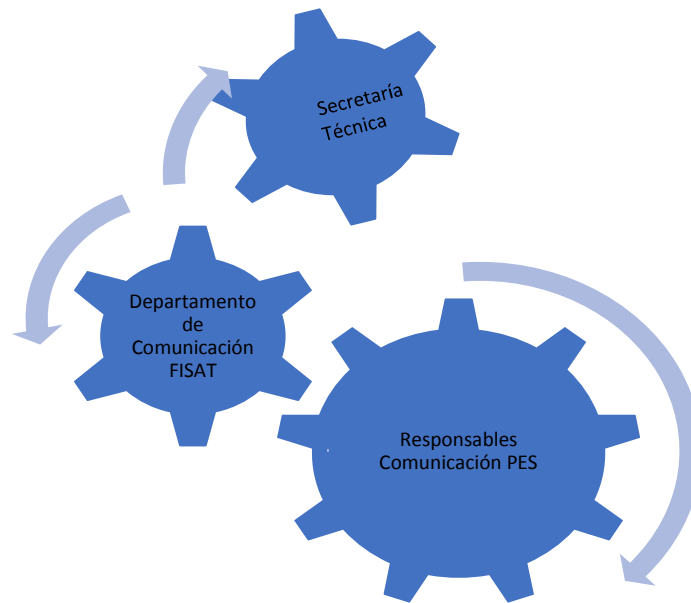 Secretaría
Técnica
Departamento
de
Comunicación
FISAT
Responsables
Comunicación PES